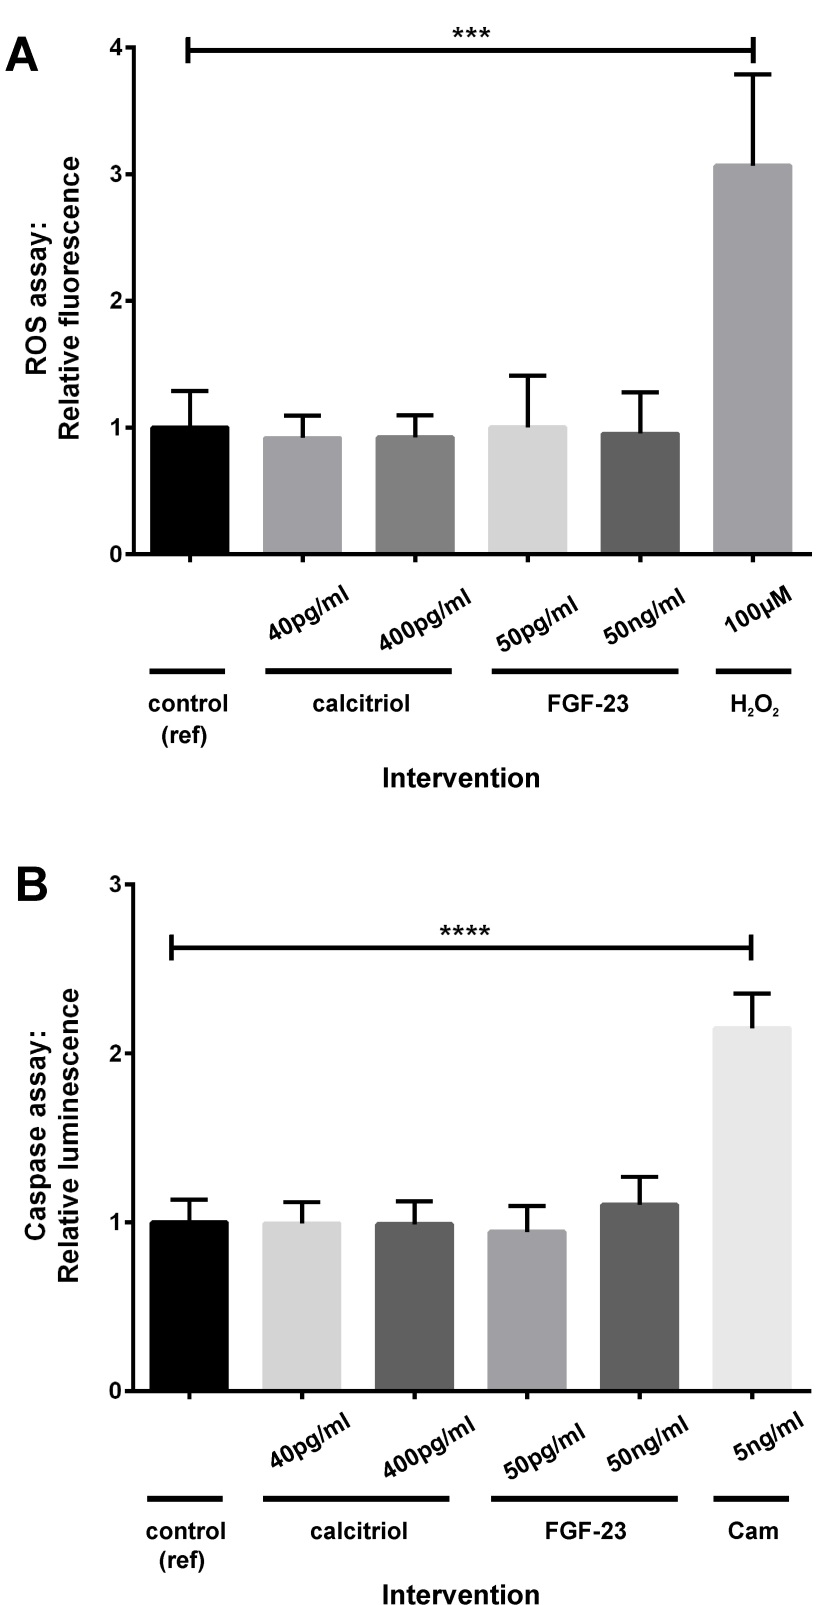 A
***
4
3
2
1
0
ROS assay:
Relative fluorescence
40pg/ml
400pg/ml
50pg/ml
50ng/ml
100µM
control
(ref)
calcitriol
FGF-23
H₂O₂
Intervention
B
****
3
2
1
0
Caspase assay:
Relative luminescence
40pg/ml
400pg/ml
50pg/ml
50ng/ml
5ng/ml
control
(ref)
calcitriol
FGF-23
Cam
Intervention